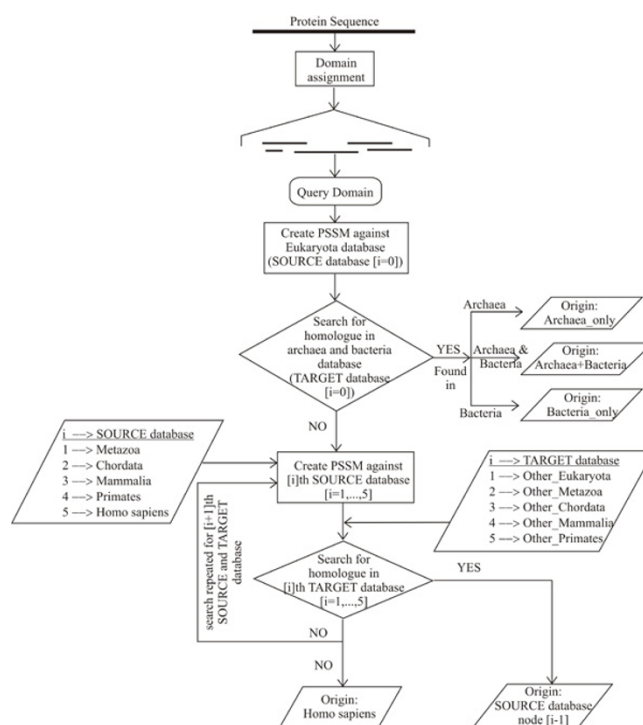 Protein Sequence
Domain
assignment
Query Domain
Create PSSM against
Eukaryota database
(SOURCE database [i=0])
Search for
homologue in
archaea and bacteria
database
(TARGET database
[i=0])
YES
Found
in
Archaea
Archaea &
Bacteria
Bacteria
Origin:
Archaea_only
Origin:
Archaea+Bacteria
Origin:
Bacteria_only
NO
i —> SOURCE database
1 —> Metazoa
2 —> Chordata
3 —> Mammalia
4 —> Primates
5 —> Homo sapiens
Create PSSM against
[i]th SOURCE database
[i=1,...,5]
i —> TARGET database
1 —> Other_Eukaryota
2 —> Other_Metazoa
3 —> Other_Chordata
4 —> Other_Mammalia
5 —> Other_Primates
search repeated for [i+1]th
SOURCE and TARGET
database
Search for
homologue in
[i]th TARGET database
[i=1,...,5]
YES
NO
NO
Origin:
Homo sapiens
Origin:
SOURCE database
node [i-1]